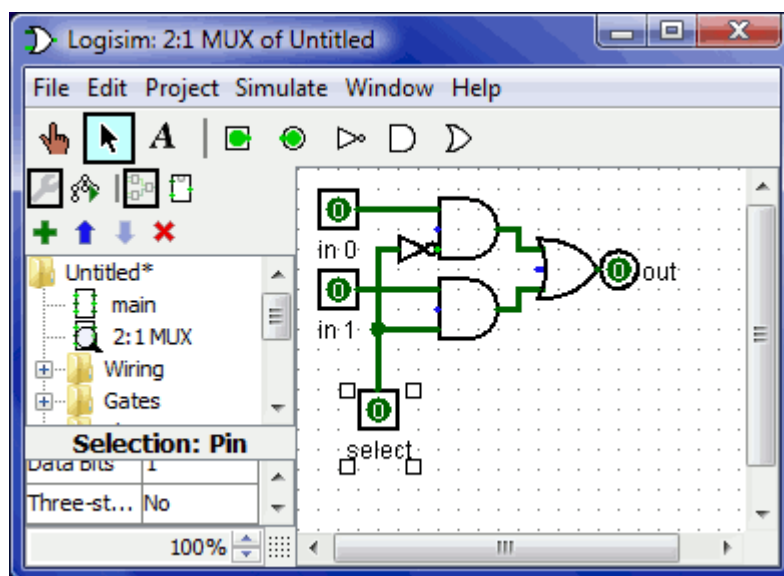 Logisim: 2:1 MUX of Untitled
File Edit Project Simulate Window Help
A
Untitled*
main
2:1 MUX
Wiring
Gates
Selection: Pin
Data Bits 1
Three-st... No
100%
0
in 0
0
in 1
0
select
0 out